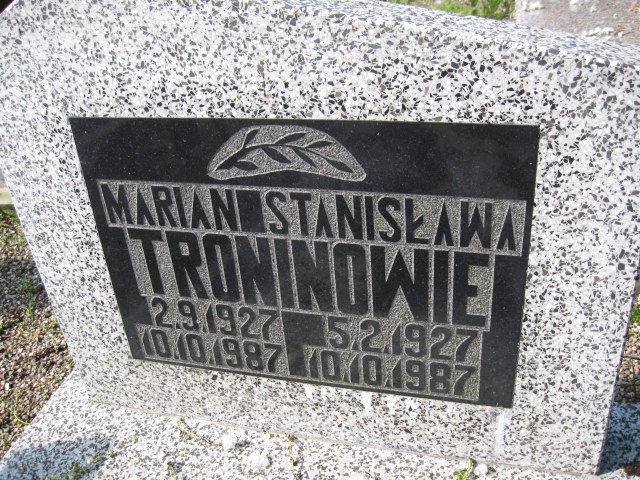 MARIAN STANISŁAWA
TRONINOWIE
2.9.1927 5.2.1927
10.10.1987 10.10.1987